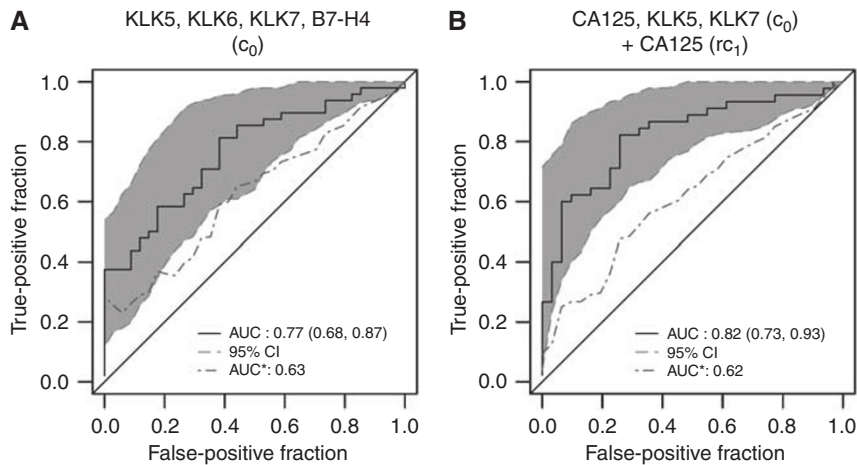 A
KLK5, KLK6, KLK7, B7-H4
(c0)
True-positive fraction
1.0
0.8
0.6
0.4
0.2
0.0
AUC : 0.77 (0.68, 0.87)
95% CI
AUC*: 0.63
0.0 0.2 0.4 0.6 0.8 1.0
False-positive fraction
B
CA125, KLK5, KLK7 (c0)
+ CA125 (rc1)
True-positive fraction
1.0
0.8
0.6
0.4
0.2
0.0
AUC : 0.82 (0.73, 0.93)
95% CI
AUC*: 0.62
0.0 0.2 0.4 0.6 0.8 1.0
False-positive fraction